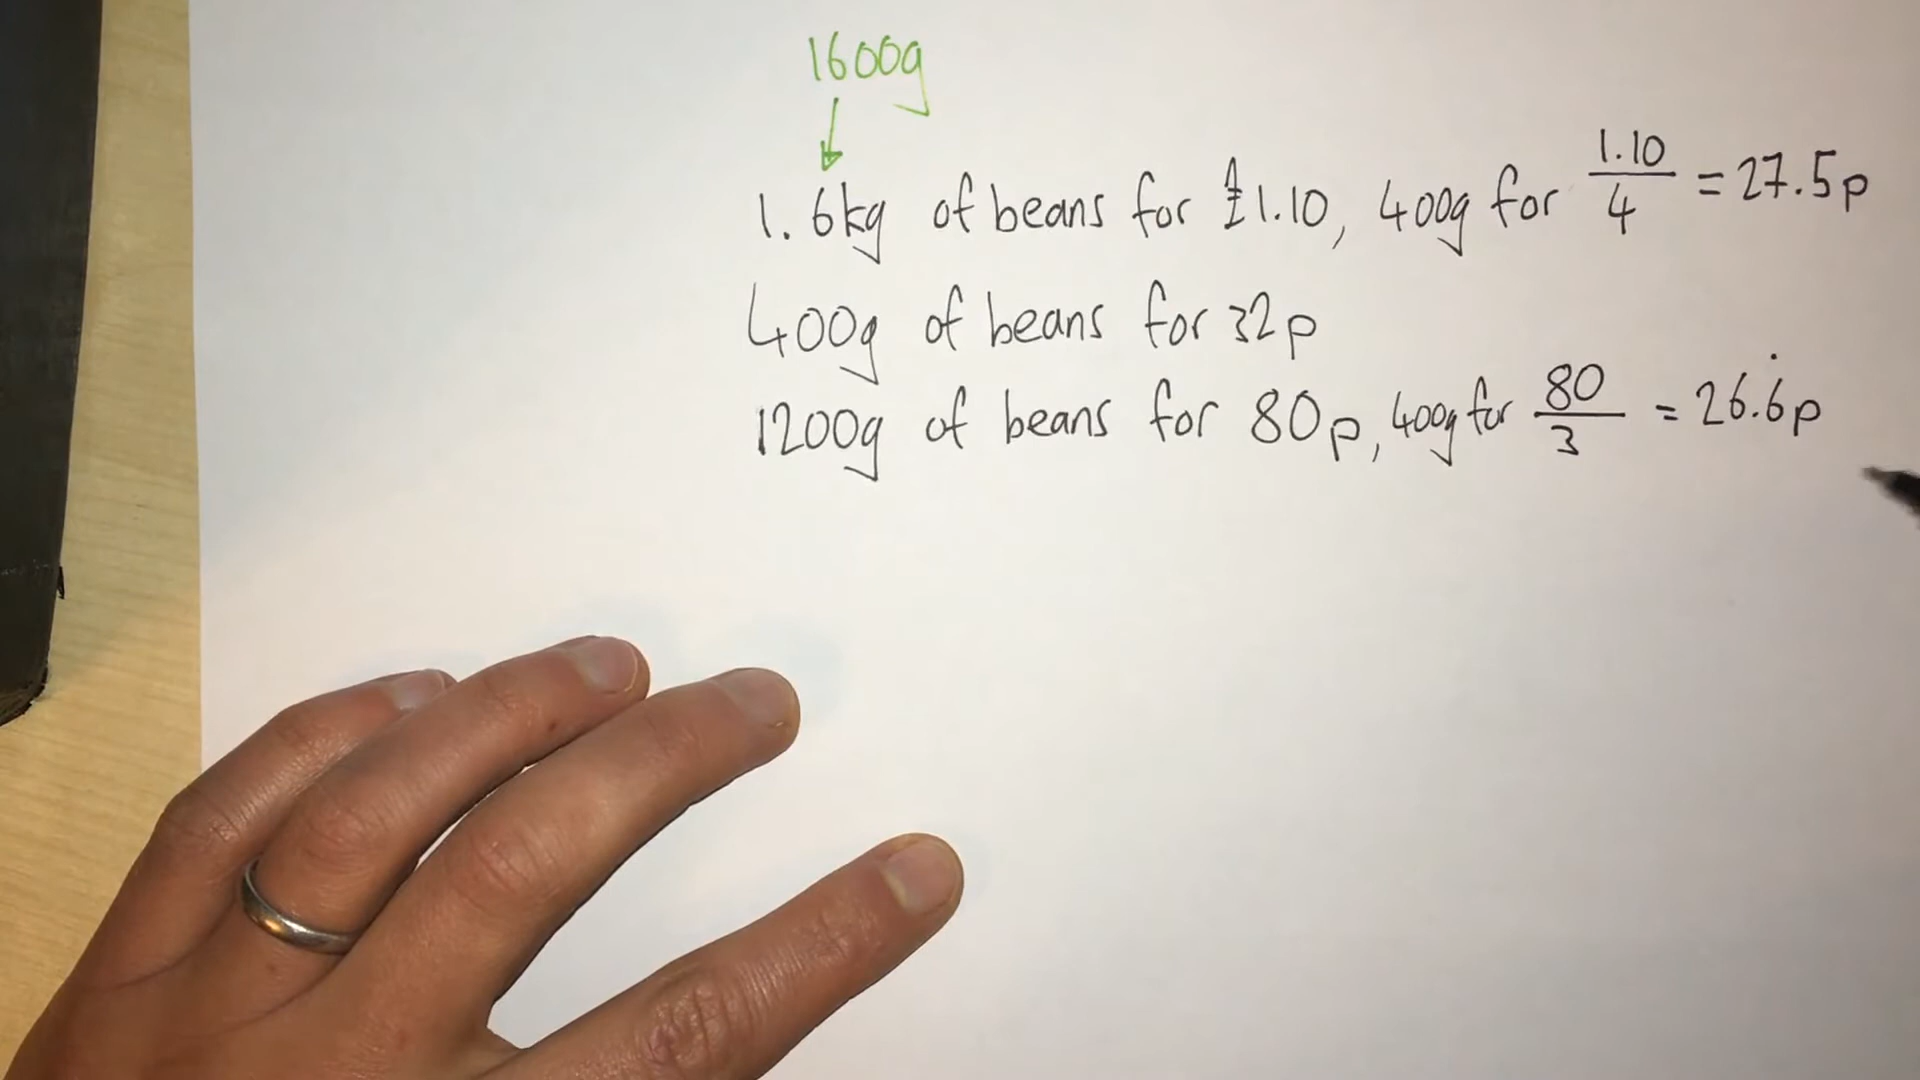 1600g
1.6kg of beans for £1.10, 400g for 1.10/4 = 27.5p
400g of beans for 32p
1200g of beans for 80p, 400g for 80/3 = 26.6̇p